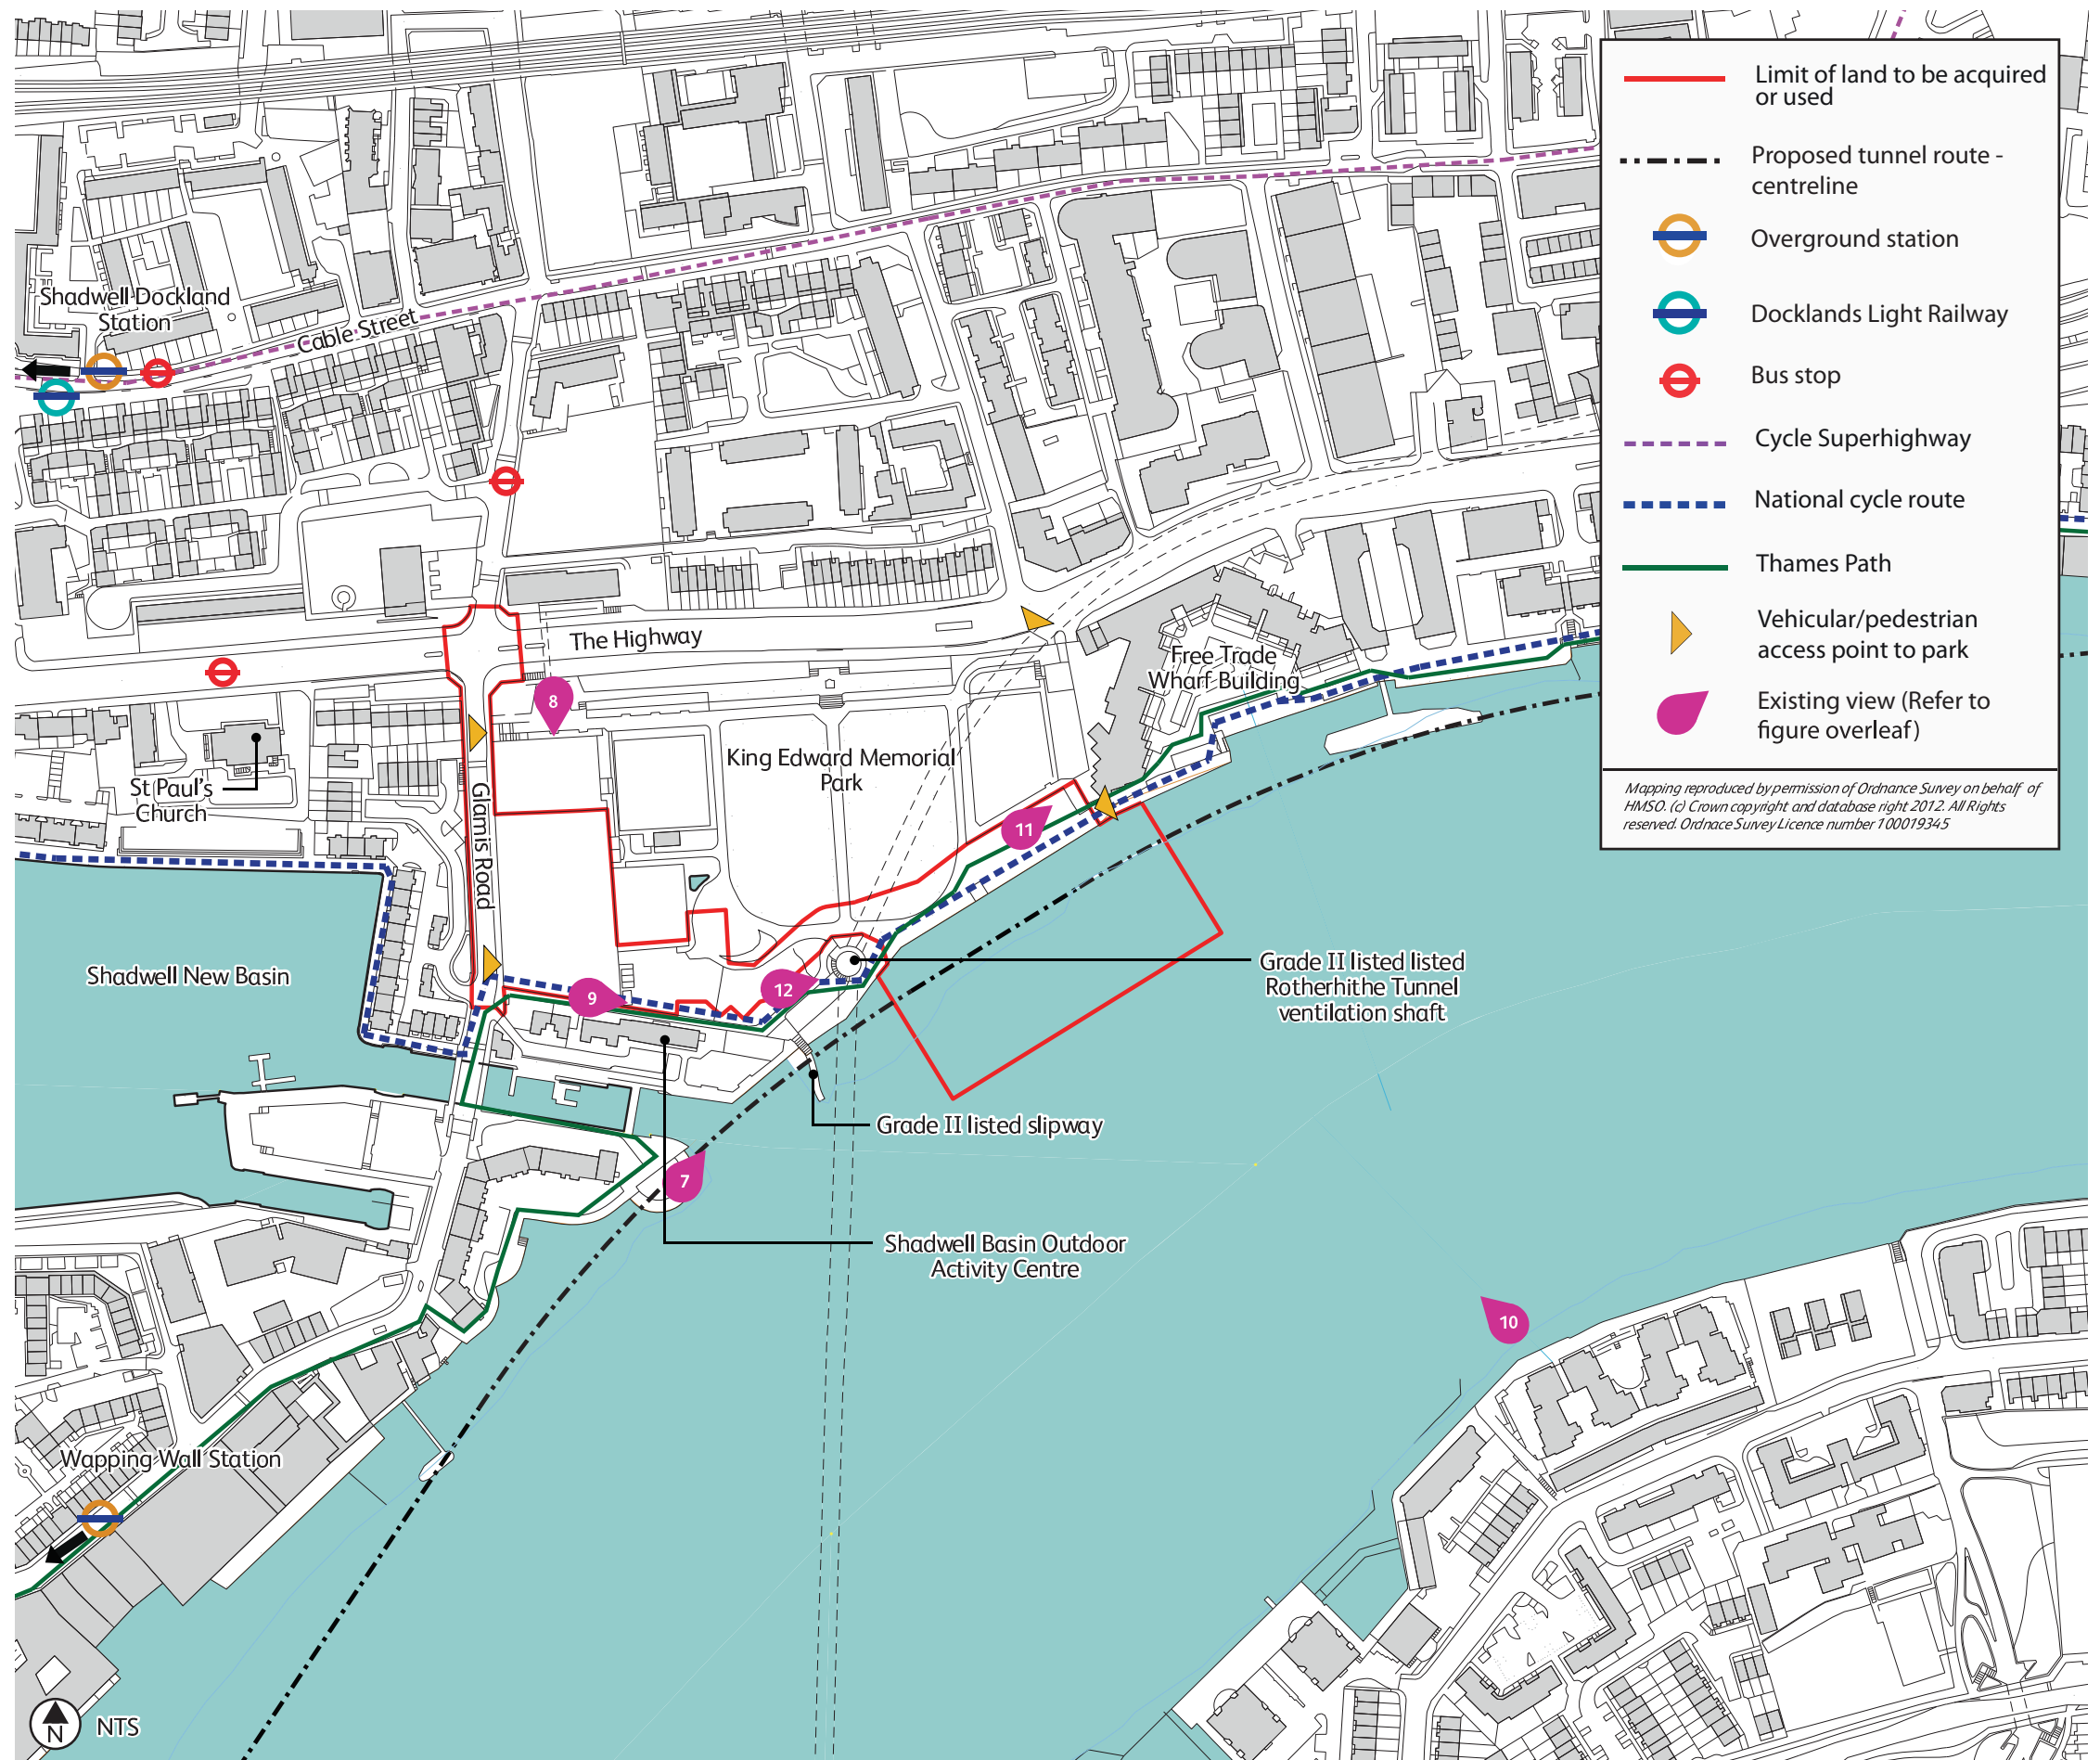 Limit of land to be acquired
or used
Proposed tunnel route -
centreline
Overground station
Docklands Light Railway
Bus stop
Cycle Superhighway
National cycle route
Thames Path
Vehicular/pedestrian
access point to park
Existing view (Refer to
figure overleaf)
Mapping reproduced by permission of Ordnance Survey on behalf of
HMSO. (c) Crown copyright and database right 2012. All Rights
reserved. Ordnace Survey Licence number 100019345
Shadwell Dockland
Station
Cable Street
The Highway
8
Free Trade
Wharf Building
King Edward Memorial
Park
St Paul's
Church
Glamis Road
11
Shadwell New Basin
9
12
Grade II listed listed
Rotherhithe Tunnel
ventilation shaft
Grade II listed slipway
7
Shadwell Basin Outdoor
Activity Centre
10
Wapping Wall Station
N
NTS